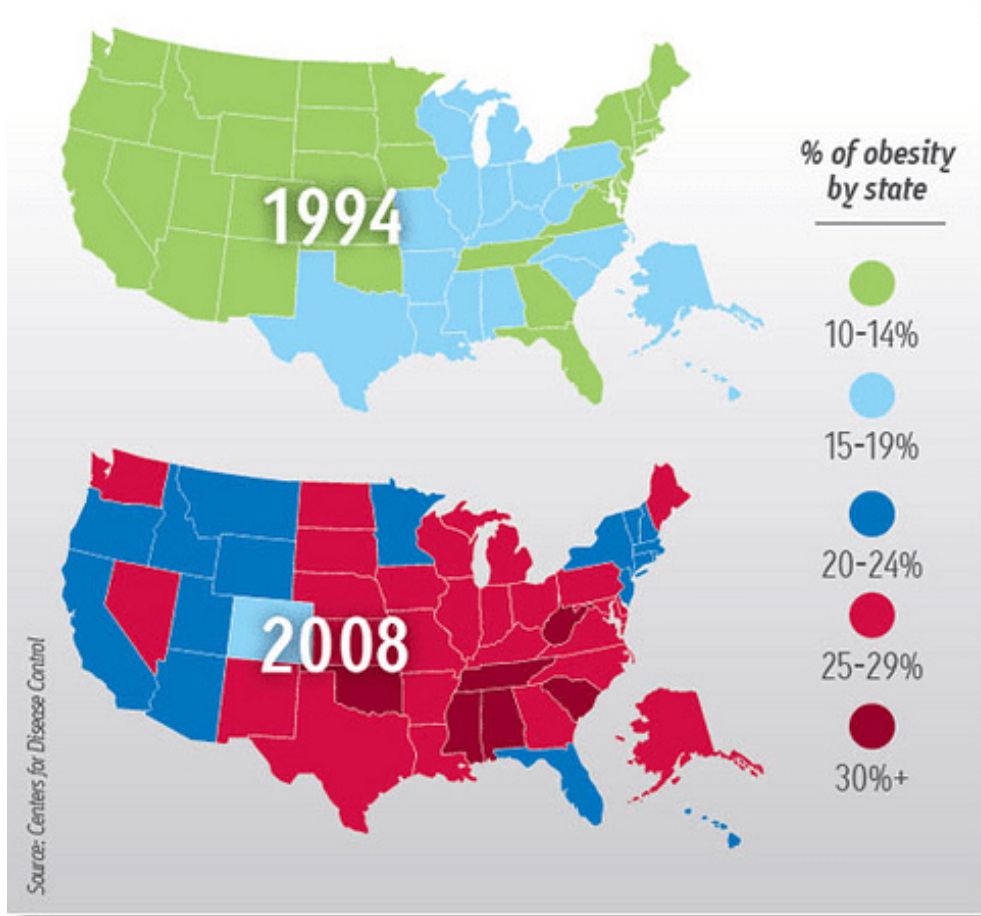 1994
% of obesity
by state
10-14%
15-19%
20-24%
25-29%
30%+
2008
Source: Centers for Disease Control